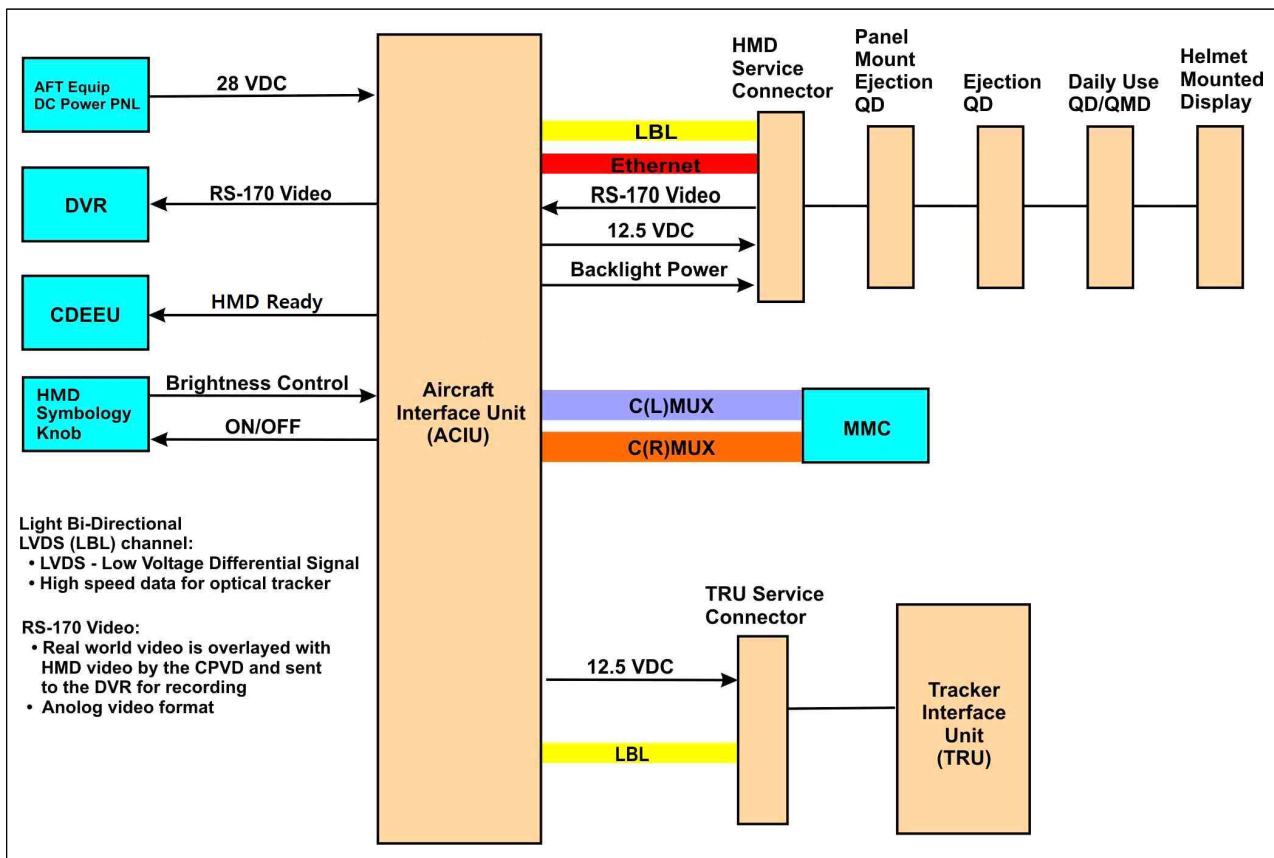 AFT Equip
DC Power PNL
28 VDC
DVR
RS-170 Video
CDEEU
HMD Ready
HMD
Symbology
Knob
Brightness Control
ON/OFF
Aircraft
Interface Unit
(ACIU)
LBL
Ethernet
RS-170 Video
12.5 VDC
Backlight Power
HMD
Service
Connector
Panel
Mount
Ejection
QD
Ejection
QD
Daily Use
QD/QMD
Helmet
Mounted
Display
C(L)MUX
C(R)MUX
MMC
Light Bi-Directional
LVDS (LBL) channel:
• LVDS - Low Voltage Differential Signal
• High speed data for optical tracker
RS-170 Video:
• Real world video is overlayed with
HMD video by the CPVD and sent
to the DVR for recording
• Anolog video format
12.5 VDC
LBL
TRU Service
Connector
Tracker
Interface
Unit
(TRU)